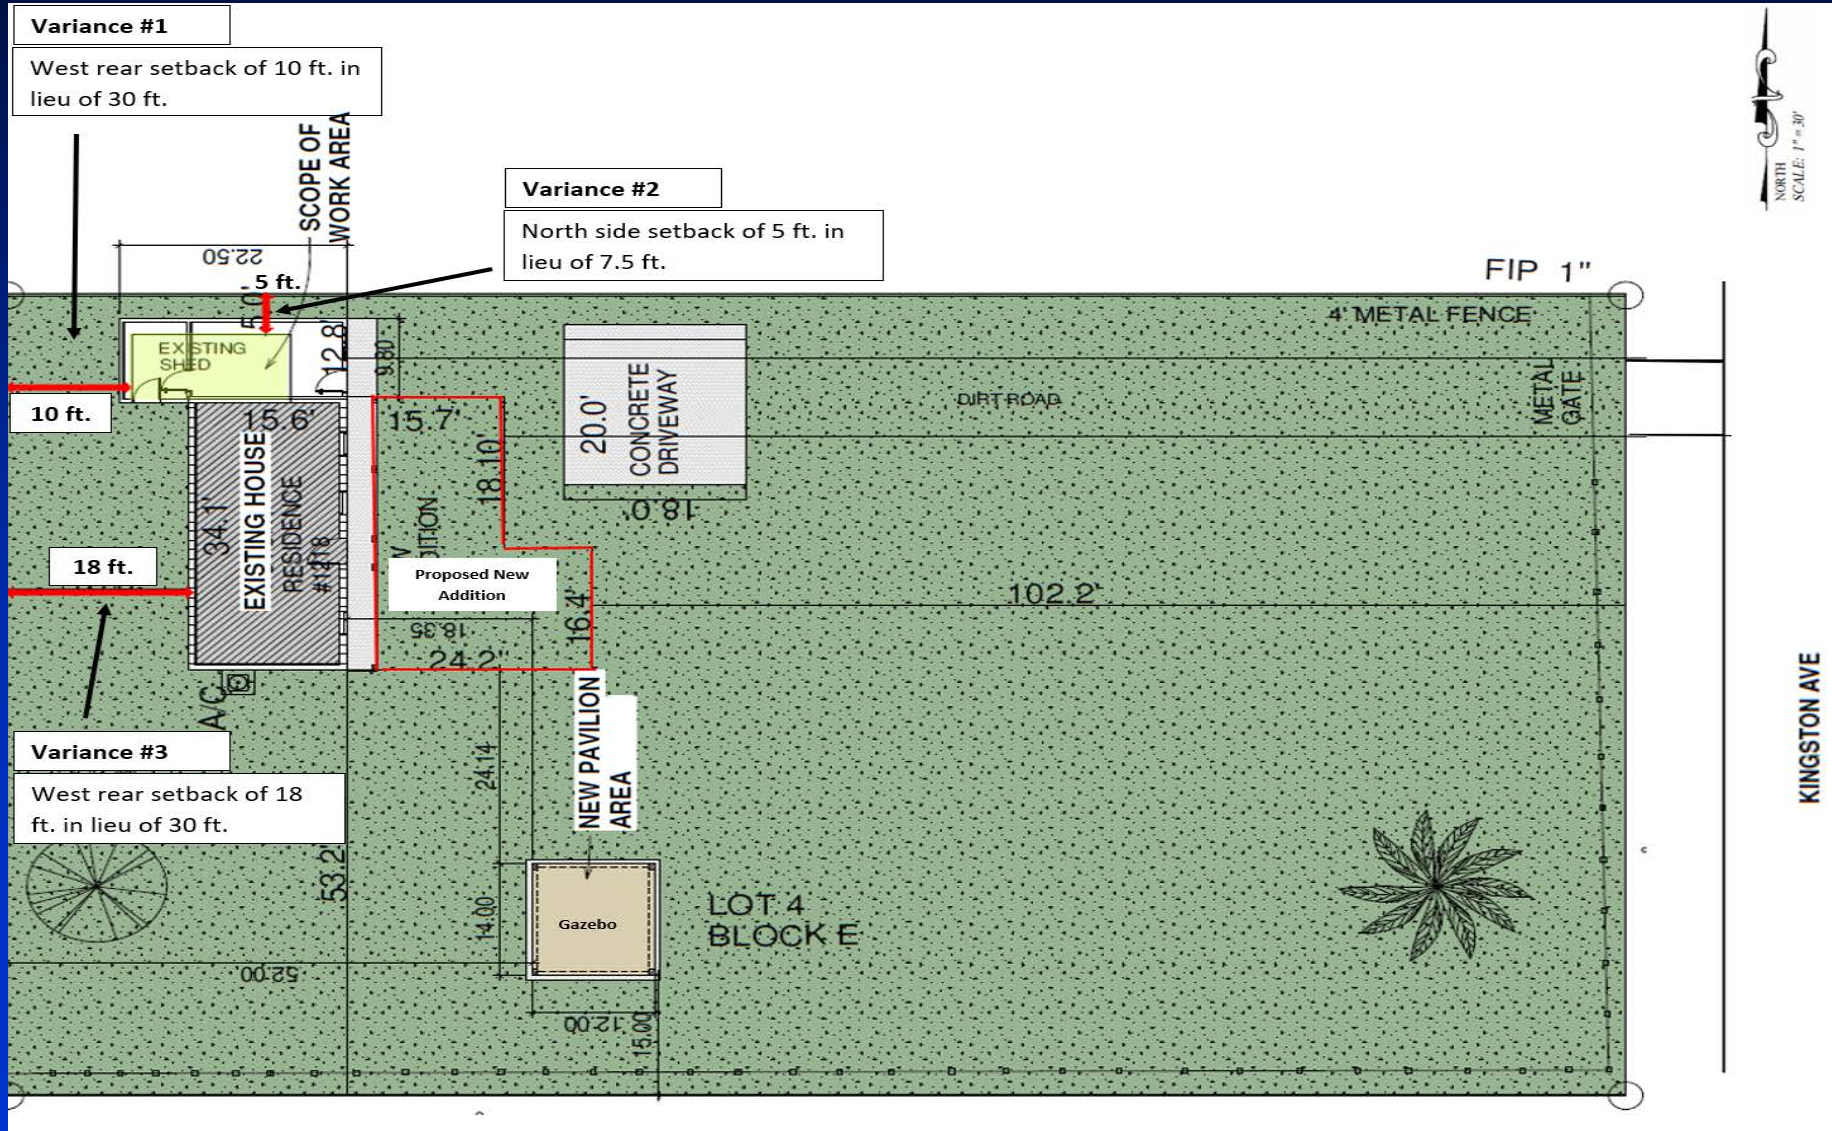 Variance #1
West rear setback of 10 ft. in
lieu of 30 ft.
SCOPE OF
WORK AREA
NORTH
SCALE: 1" = 30'
Variance #2
North side setback of 5 ft. in
lieu of 7.5 ft.
22.50
FIP 1"
5 ft.
5.0'
4' METAL FENCE
EXISTING
SHED
12.8'
9.80
10 ft.
15.6'
15.7'
20.0'
CONCRETE
DRIVEWAY
DIRT ROAD
METAL
GATE
18.10'
18.0'
34.1'
EXISTING HOUSE
RESIDENCE
#1218
18 ft.
Proposed New
Addition
102.2'
16.4'
18.35
24.2'
A/C
KINGSTON AVE
NEW PAVILION
AREA
Variance #3
West rear setback of 18
ft. in lieu of 30 ft.
24.14
53.2'
14.00
Gazebo
LOT 4
BLOCK E
52.00
12.00
15.00